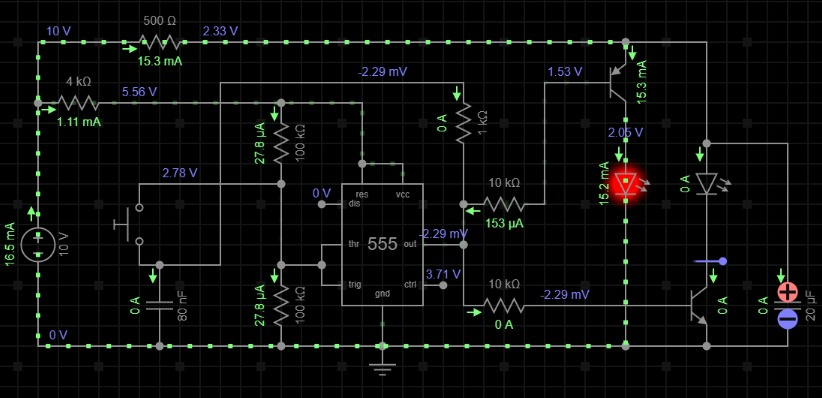 500 Ω
10 V
2.33 V
15.3 mA
-2.29 mV
1.53 V
4 kΩ
5.56 V
1.11 mA
0 A
1 kΩ
15.3 mA
27.8 µA
100 kΩ
2.05 V
2.78 V
0 V
res
vcc
dis
10 kΩ
153 µA
15.2 mA
0 A
16.5 mA
10 V
thr
555
out
-2.29 mV
trig
ctrl
3.71 V
gnd
0 A
80 nF
27.8 µA
100 kΩ
10 kΩ
0 A
-2.29 mV
0 A
0 A
20 µF
0 V